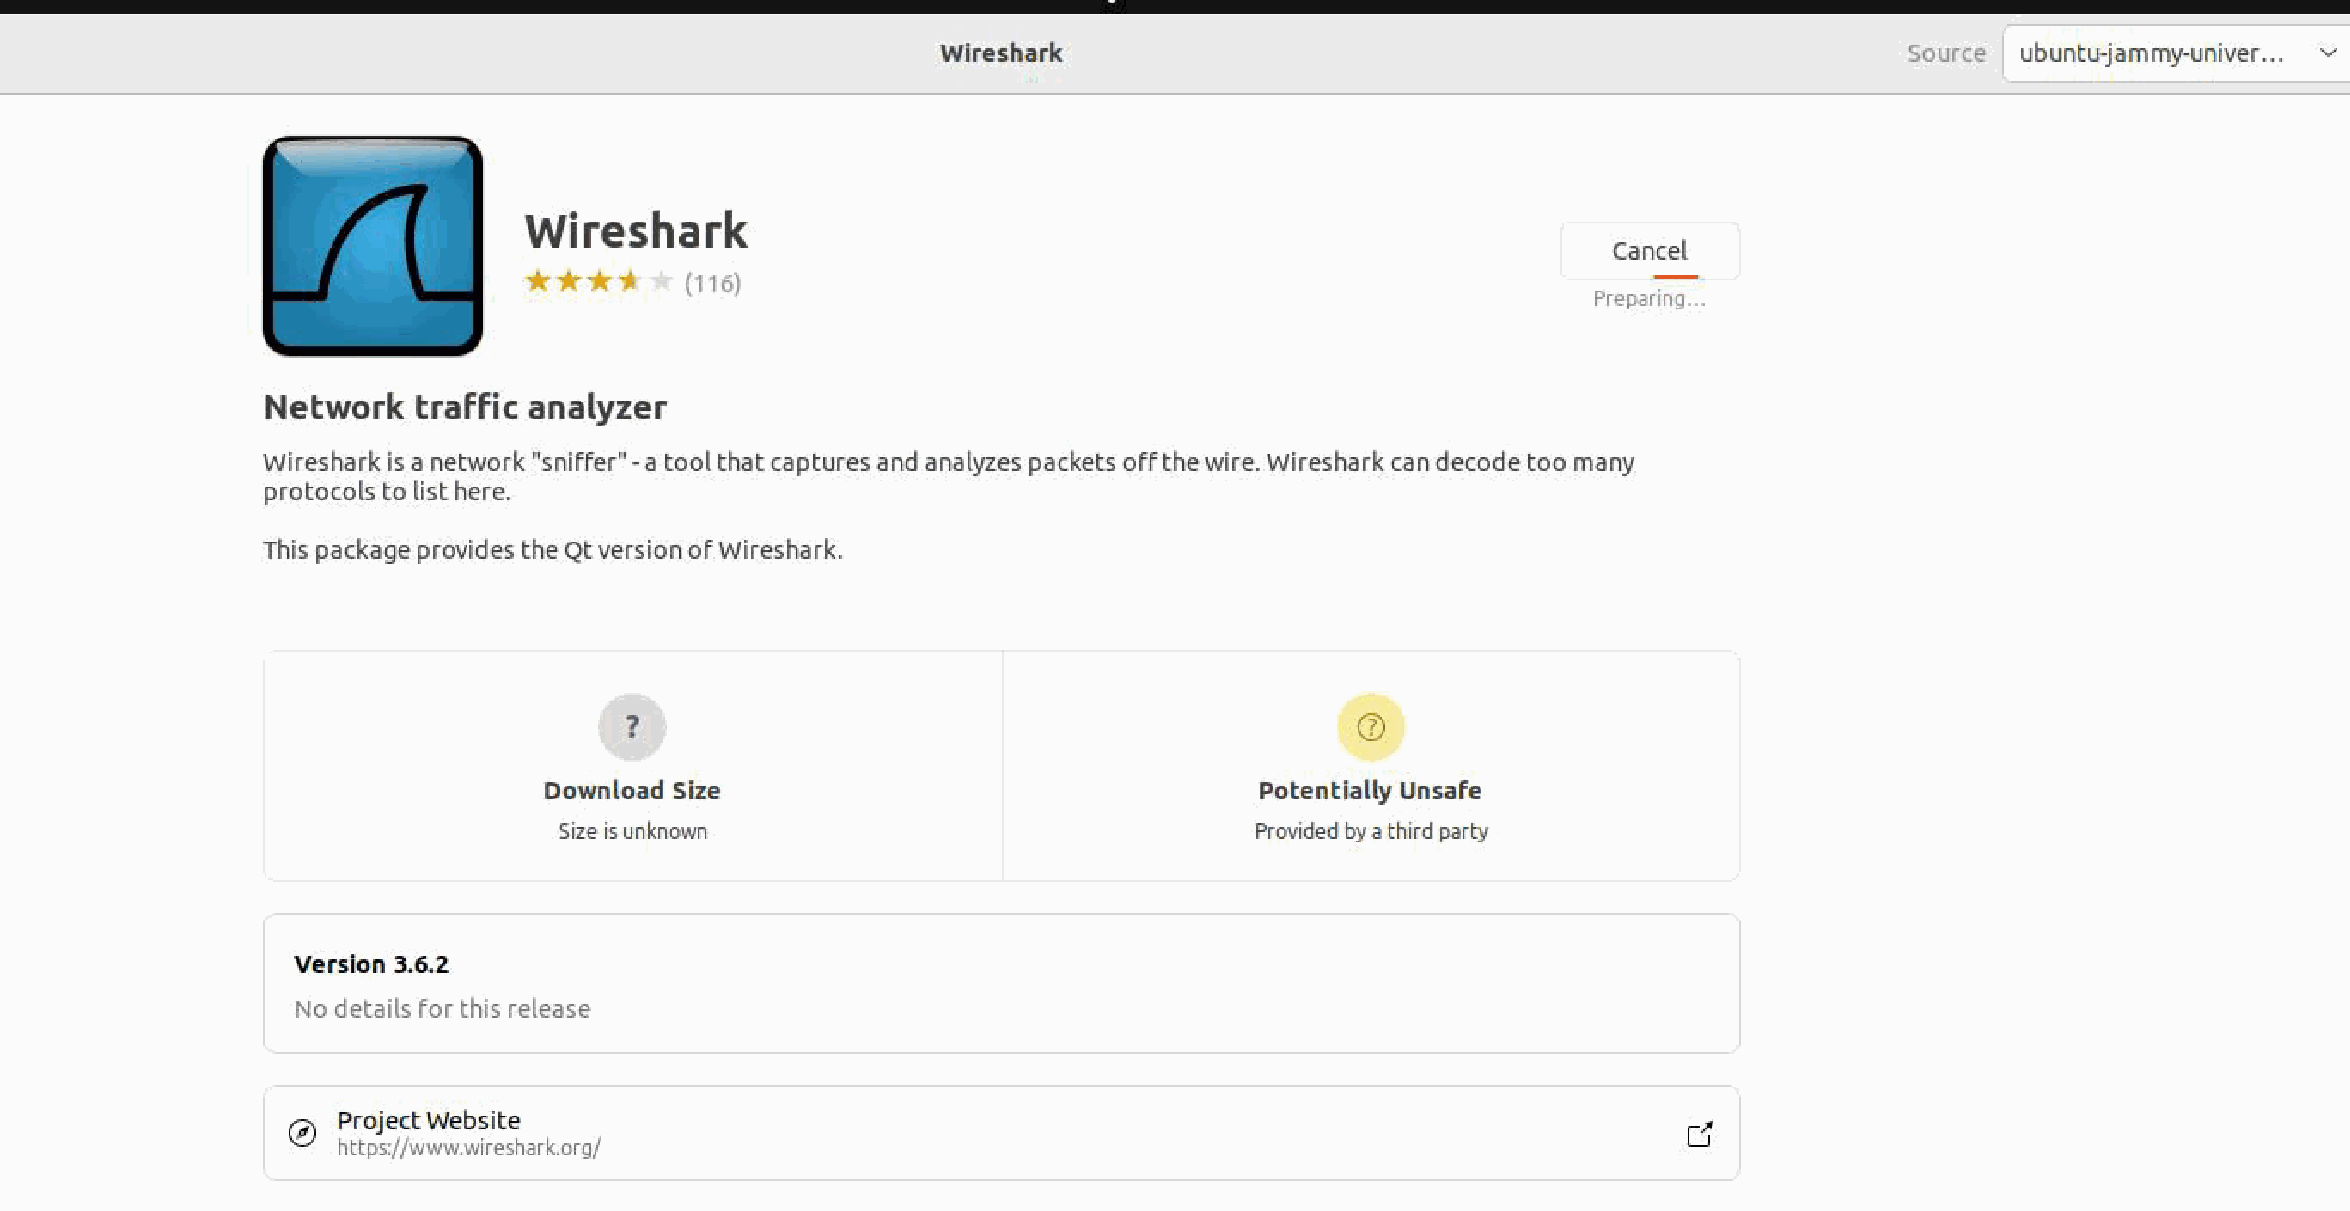 Wireshark
Source ubuntu-jammy-univer...
Wireshark
(116)
Cancel
Preparing...
Network traffic analyzer
Wireshark is a network "sniffer" - a tool that captures and analyzes packets off the wire. Wireshark can decode too many
protocols to list here.
This package provides the Qt version of Wireshark.
?
Download Size
Size is unknown
?
Potentially Unsafe
Provided by a third party
Version 3.6.2
No details for this release
Project Website
https://www.wireshark.org/